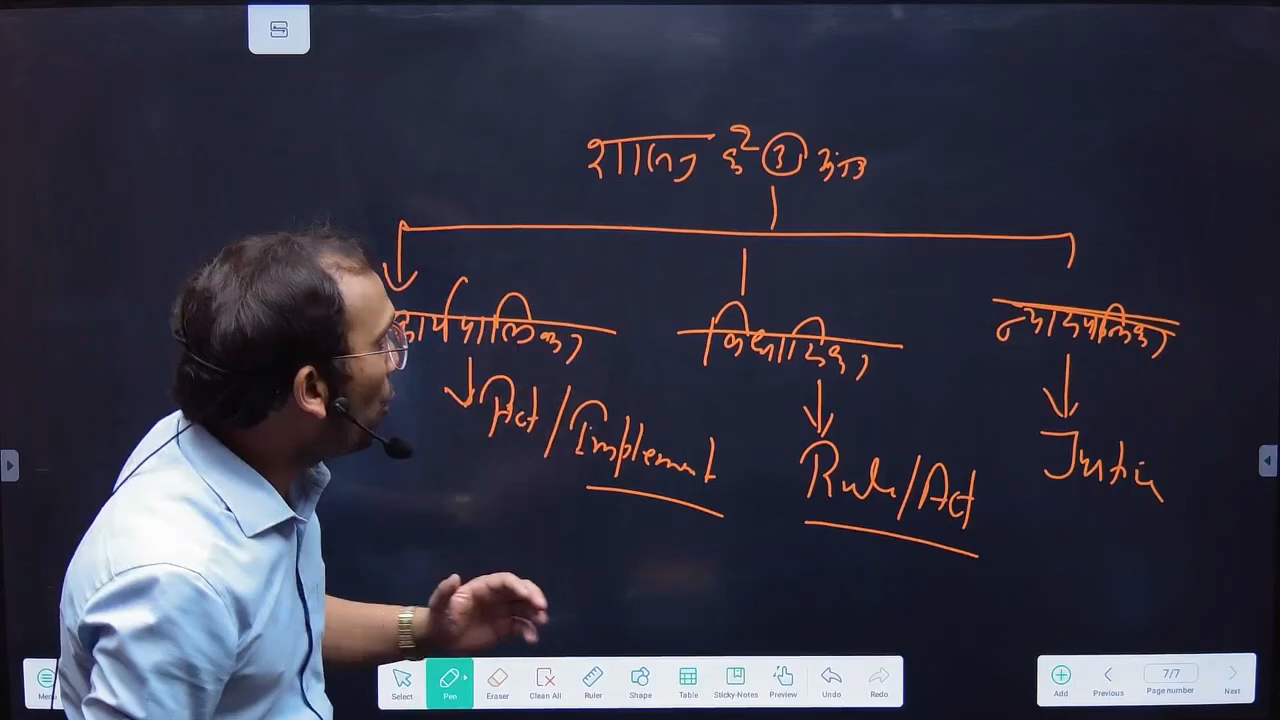 शासन के ③ अंग
कार्यपालिका विधायिका न्यायपालिका
Act/Implement Rule/Act Justice
Menu Select Pen Eraser Clean All Ruler Shape Table Sticky-Notes Preview Undo Redo Add Previous 7/7 Page number Next